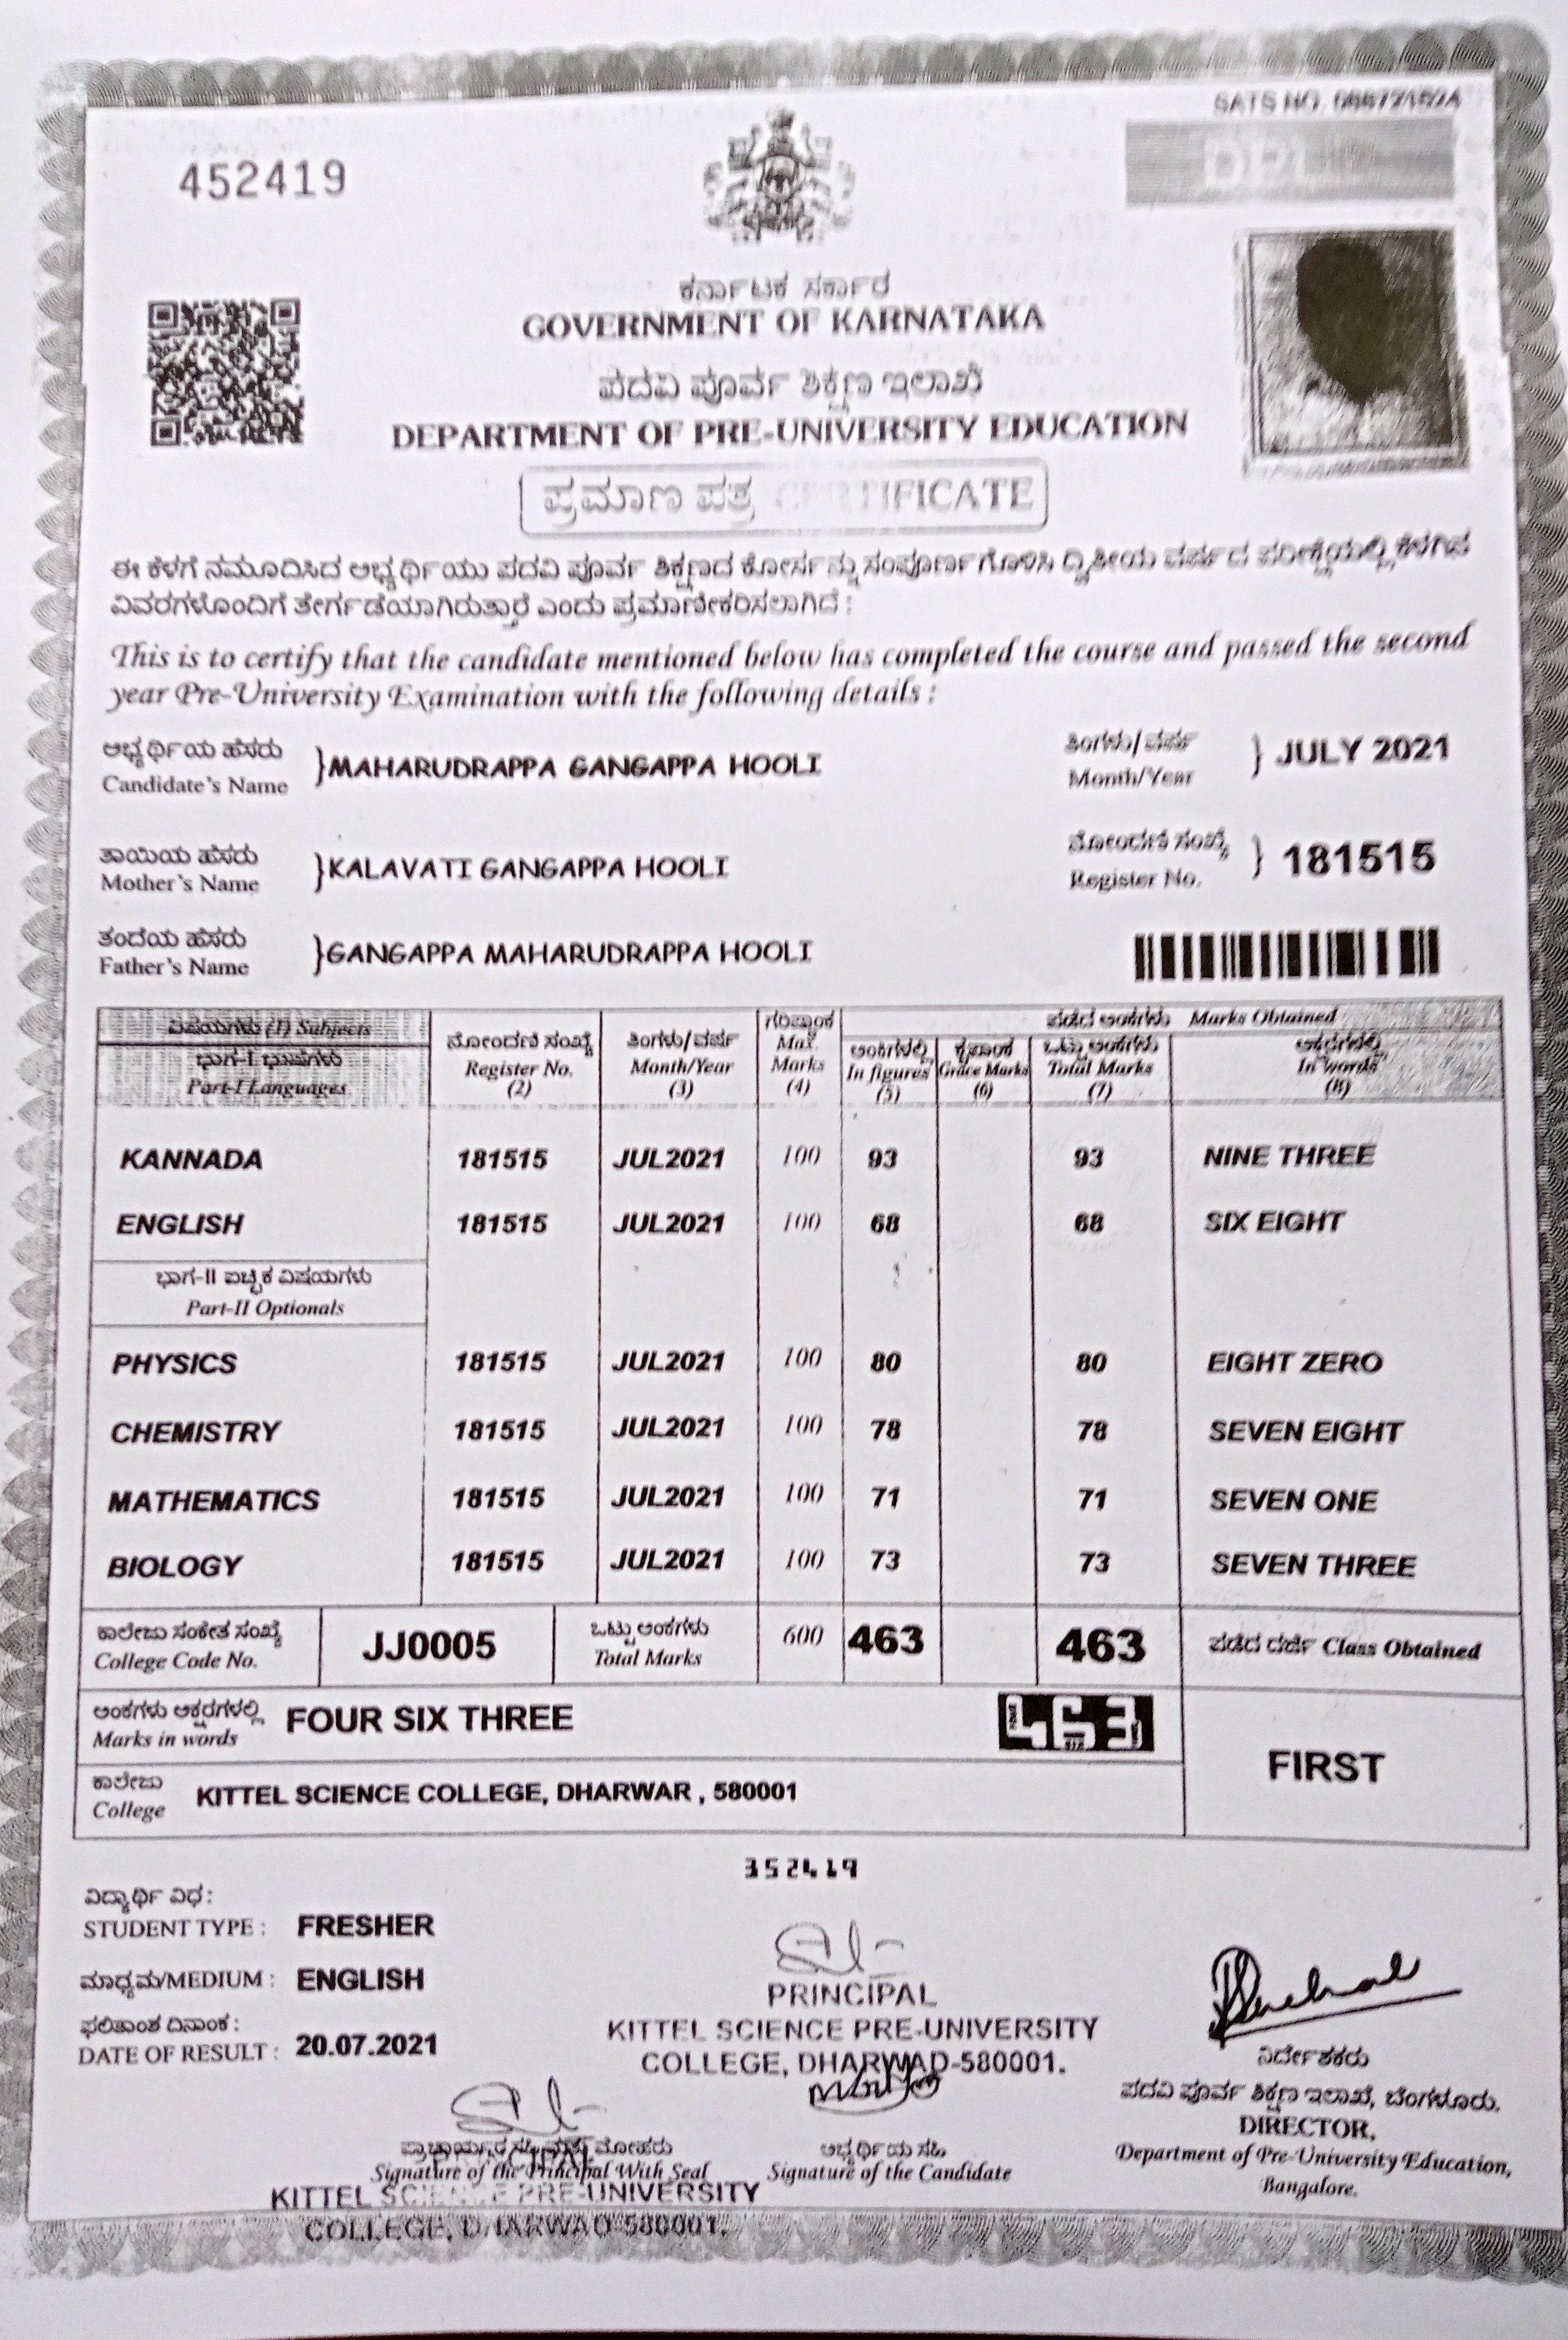 SATS NO.
452419
ಕರ್ನಾಟಕ ಸರ್ಕಾರ
GOVERNMENT OF KARNATAKA
ಪದವಿ ಪೂರ್ವ ಶಿಕ್ಷಣ ಇಲಾಖೆ
DEPARTMENT OF PRE-UNIVERSITY EDUCATION
ಪ್ರಮಾಣ ಪತ್ರ CERTIFICATE
ಈ ಕೆಳಗೆ ನಮೂದಿಸಿದ ಅಭ್ಯರ್ಥಿಯು ಪದವಿ ಪೂರ್ವ ಶಿಕ್ಷಣದ ಕೋರ್ಸನ್ನು ಸಂಪೂರ್ಣಗೊಳಿಸಿ ದ್ವಿತೀಯ ವರ್ಷದ ಪರೀಕ್ಷೆಯಲ್ಲಿ ಕೆಳಗಿನ
ವಿವರಗಳೊಂದಿಗೆ ತೇರ್ಗಡೆಯಾಗಿರುತ್ತಾರೆ ಎಂದು ಪ್ರಮಾಣೀಕರಿಸಲಾಗಿದೆ :
This is to certify that the candidate mentioned below has completed the course and passed the second
year Pre-University Examination with the following details :
ಅಭ್ಯರ್ಥಿಯ ಹೆಸರು
Candidate's Name } MAHARUDRAPPA GANGAPPA HOOLI
ತಿಂಗಳು/ವರ್ಷ
Month/Year } JULY 2021
ತಾಯಿಯ ಹೆಸರು
Mother's Name } KALAVATI GANGAPPA HOOLI
ನೋಂದಣಿ ಸಂಖ್ಯೆ
Register No. } 181515
ತಂದೆಯ ಹೆಸರು
Father's Name } GANGAPPA MAHARUDRAPPA HOOLI
ವಿಷಯಗಳು (1) Subjects
ಭಾಗ-I ಭಾಷೆಗಳು
Part-I Languages
ನೋಂದಣಿ ಸಂಖ್ಯೆ
Register No.
(2)
ತಿಂಗಳು/ವರ್ಷ
Month/Year
(3)
ಗರಿಷ್ಠಾಂಕ
Max.
Marks
(4)
ಪಡೆದ ಅಂಕಗಳು Marks Obtained
ಅಂಕಿಗಳಲ್ಲಿ
In figures
(5)
ಕೃಪಾಂಕ
Grace Marks
(6)
ಒಟ್ಟು ಅಂಕಗಳು
Total Marks
(7)
ಅಕ್ಷರಗಳಲ್ಲಿ
In words
(8)
KANNADA 181515 JUL2021 100 93 93 NINE THREE
ENGLISH 181515 JUL2021 100 68 68 SIX EIGHT
ಭಾಗ-II ಐಚ್ಛಿಕ ವಿಷಯಗಳು
Part-II Optionals
PHYSICS 181515 JUL2021 100 80 80 EIGHT ZERO
CHEMISTRY 181515 JUL2021 100 78 78 SEVEN EIGHT
MATHEMATICS 181515 JUL2021 100 71 71 SEVEN ONE
BIOLOGY 181515 JUL2021 100 73 73 SEVEN THREE
ಕಾಲೇಜು ಸಂಕೇತ ಸಂಖ್ಯೆ
College Code No. JJ0005
ಒಟ್ಟು ಅಂಕಗಳು
Total Marks 600 463 463
ಪಡೆದ ದರ್ಜೆ Class Obtained
ಅಂಕಗಳು ಅಕ್ಷರಗಳಲ್ಲಿ
Marks in words FOUR SIX THREE
463
FIRST
ಕಾಲೇಜು
College KITTEL SCIENCE COLLEGE, DHARWAR , 580001
352419
ವಿದ್ಯಾರ್ಥಿ ವಿಧ :
STUDENT TYPE : FRESHER
ಮಾಧ್ಯಮ/MEDIUM : ENGLISH
ಫಲಿತಾಂಶ ದಿನಾಂಕ :
DATE OF RESULT : 20.07.2021
PRINCIPAL
KITTEL SCIENCE PRE-UNIVERSITY
COLLEGE, DHARWAD-580001.
ನಿರ್ದೇಶಕರು
ಪದವಿ ಪೂರ್ವ ಶಿಕ್ಷಣ ಇಲಾಖೆ, ಬೆಂಗಳೂರು.
DIRECTOR,
Department of Pre-University Education,
Bangalore.
ಅಭ್ಯರ್ಥಿಯ ಸಹಿ
Signature of the Candidate
Signature of the Principal With Seal
KITTEL SCIENCE PRE-UNIVERSITY
COLLEGE, DHARWAD-580001.